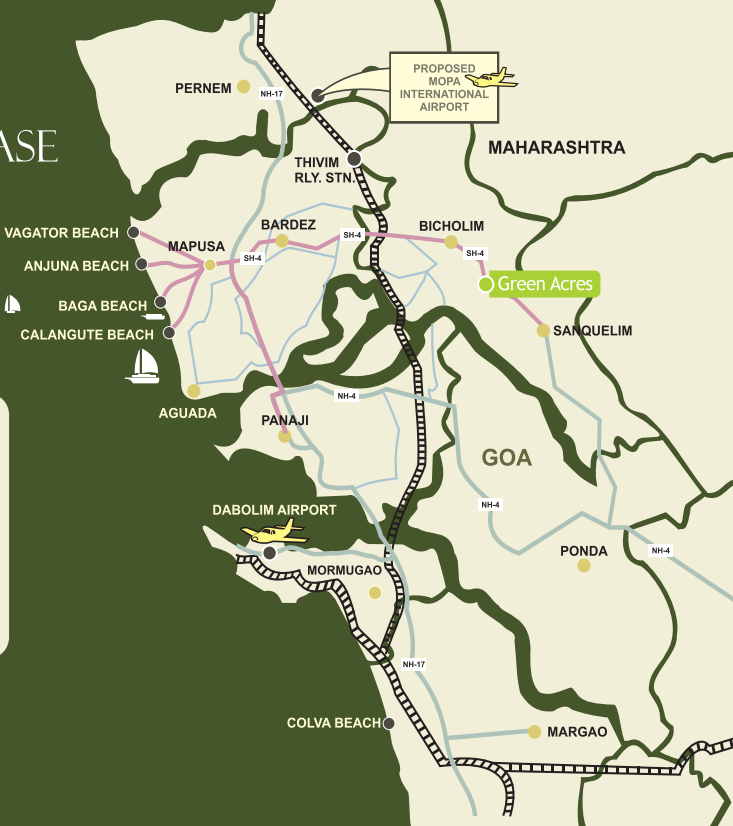 PROPOSED
MOPA
INTERNATIONAL
AIRPORT
PERNEM
NH-17
ASE
MAHARASHTRA
THIVIM
RLY. STN.
VAGATOR BEACH
BARDEZ
BICHOLIM
SH-4
MAPUSA
SH-4
SH-4
ANJUNA BEACH
Green Acres
BAGA BEACH
CALANGUTE BEACH
SANQUELIM
NH-4
AGUADA
PANAJI
GOA
NH-4
DABOLIM AIRPORT
PONDA
NH-4
MORMUGAO
NH-17
COLVA BEACH
MARGAO